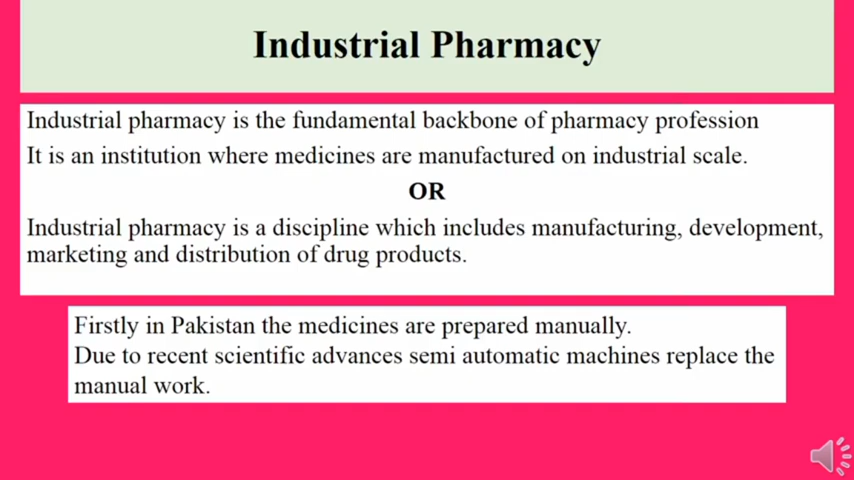 Industrial Pharmacy
Industrial pharmacy is the fundamental backbone of pharmacy profession
It is an institution where medicines are manufactured on industrial scale.
OR
Industrial pharmacy is a discipline which includes manufacturing, development,
marketing and distribution of drug products.
Firstly in Pakistan the medicines are prepared manually.
Due to recent scientific advances semi automatic machines replace the
manual work.